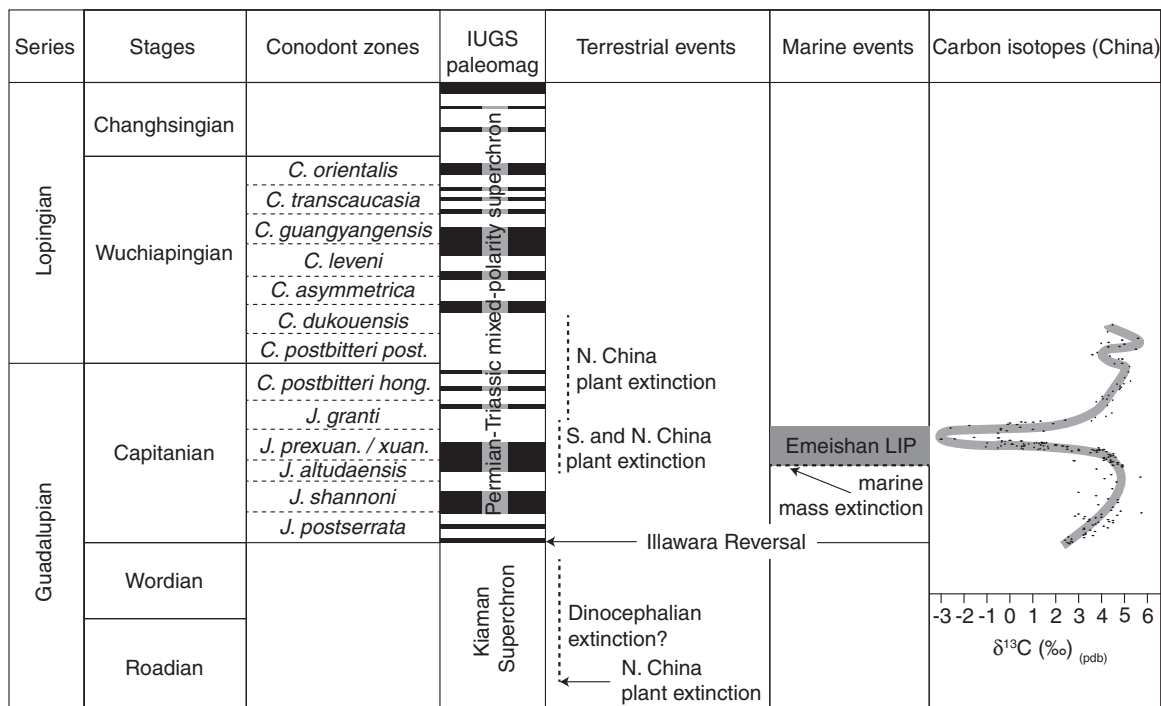 Series
Stages
Conodont zones
IUGS
paleomag
Terrestrial events
Marine events
Carbon isotopes (China)
Lopingian
Guadalupian
Changhsingian
Wuchiapingian
Capitanian
Wordian
Roadian
C. orientalis
C. transcaucasia
C. guangyangensis
C. leveni
C. asymmetrica
C. dukouensis
C. postbitteri post.
C. postbitteri hong.
J. granti
J. prexuan. / xuan.
J. altudaensis
J. shannoni
J. postserrata
Permian-Triassic mixed-polarity superchron
Kiaman
Superchron
N. China
plant extinction
S. and N. China
plant extinction
Illawara Reversal
Dinocephalian
extinction?
N. China
plant extinction
Emeishan LIP
marine
mass extinction
-3 -2 -1 0 1 2 3 4 5 6
δ¹³C (‰) (pdb)